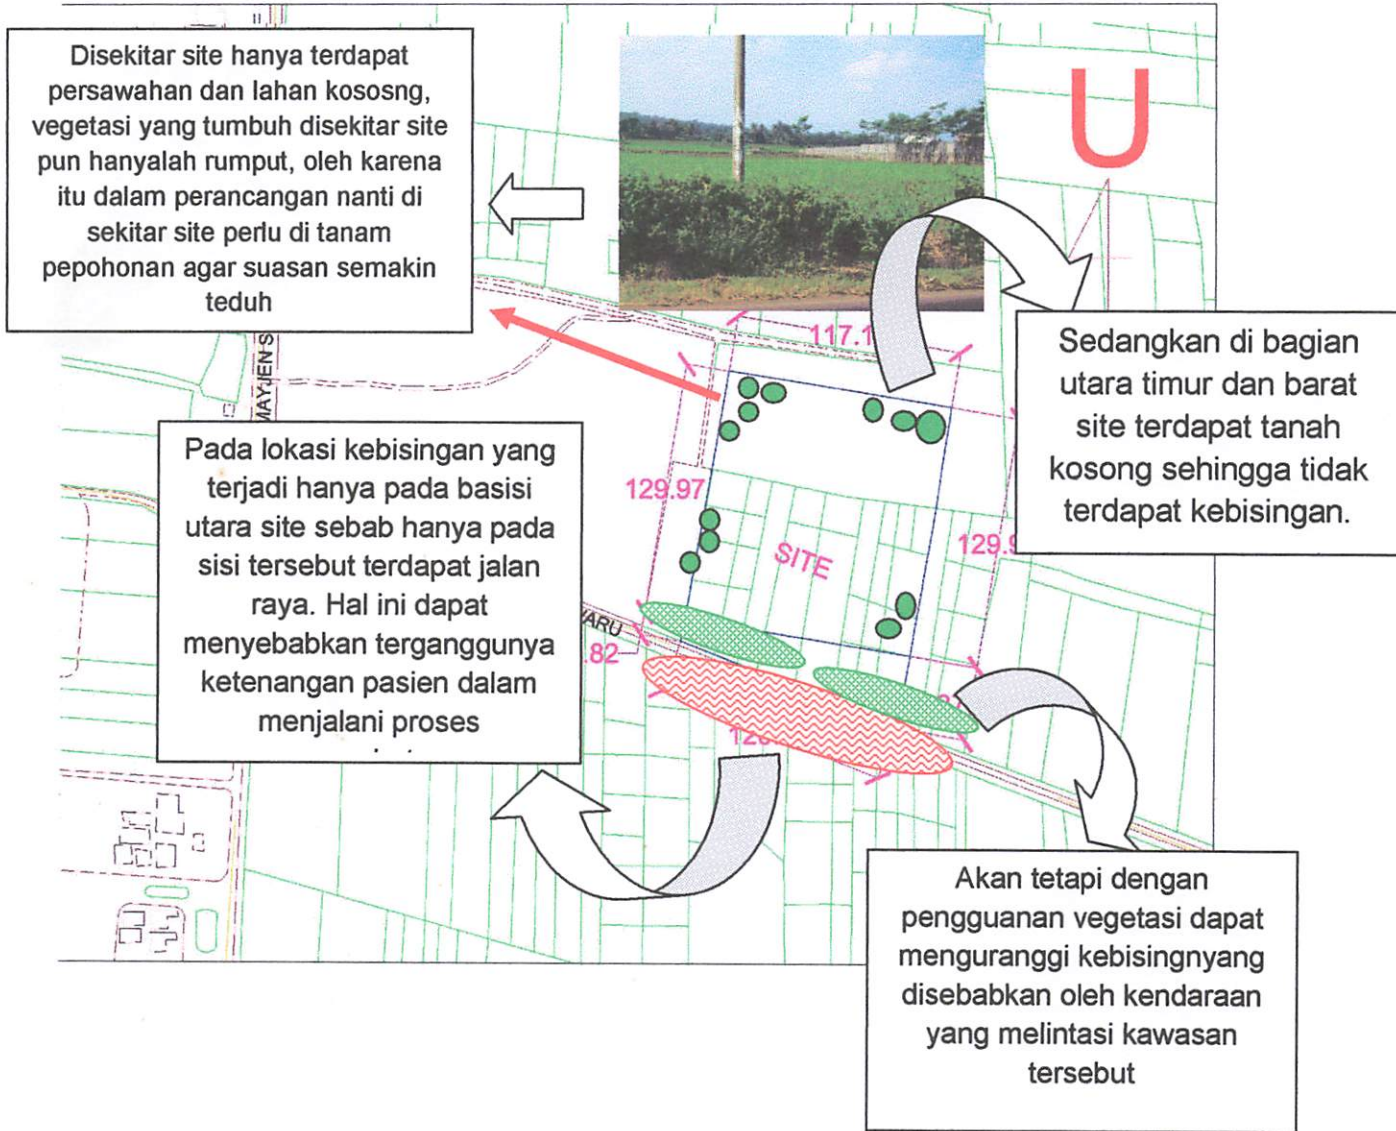 Disekitar site hanya terdapat
persawahan dan lahan kososng,
vegetasi yang tumbuh disekitar site
pun hanyalah rumput, oleh karena
itu dalam perancangan nanti di
sekitar site perlu di tanam
pepohonan agar suasan semakin
teduh
U
117.1
Sedangkan di bagian
utara timur dan barat
site terdapat tanah
kosong sehingga tidak
terdapat kebisingan.
MAYJEN S
Pada lokasi kebisingan yang
terjadi hanya pada basisi
utara site sebab hanya pada
sisi tersebut terdapat jalan
raya. Hal ini dapat
menyebabkan terganggunya
ketenangan pasien dalam
menjalani proses
129.97
129.9
SITE
WARU
.82
Akan tetapi dengan
pengguanan vegetasi dapat
menguranggi kebisingnyang
disebabkan oleh kendaraan
yang melintasi kawasan
tersebut